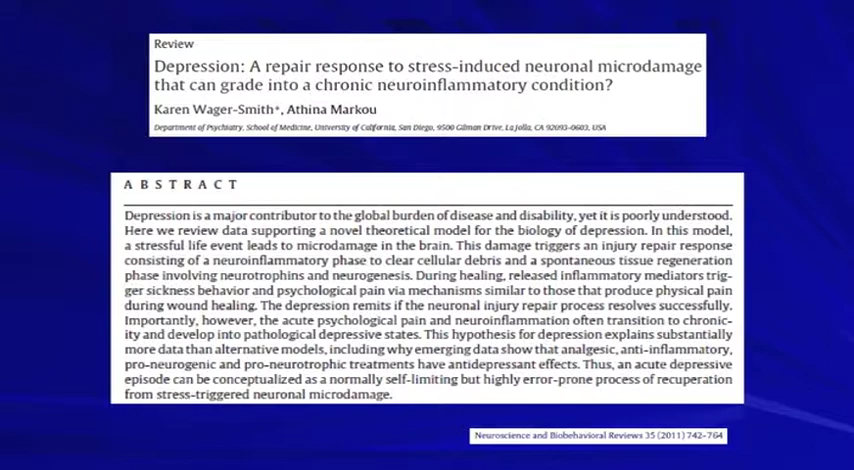 Review
Depression: A repair response to stress-induced neuronal microdamage
that can grade into a chronic neuroinflammatory condition?
Karen Wager-Smith*, Athina Markou
Department of Psychiatry, School of Medicine, University of California, San Diego, 9500 Gilman Drive, La Jolla, CA 92093-0603, USA
ABSTRACT
Depression is a major contributor to the global burden of disease and disability, yet it is poorly understood.
Here we review data supporting a novel theoretical model for the biology of depression. In this model,
a stressful life event leads to microdamage in the brain. This damage triggers an injury repair response
consisting of a neuroinflammatory phase to clear cellular debris and a spontaneous tissue regeneration
phase involving neurotrophins and neurogenesis. During healing, released inflammatory mediators trig-
ger sickness behavior and psychological pain via mechanisms similar to those that produce physical pain
during wound healing. The depression remits if the neuronal injury repair process resolves successfully.
Importantly, however, the acute psychological pain and neuroinflammation often transition to chronic-
ity and develop into pathological depressive states. This hypothesis for depression explains substantially
more data than alternative models, including why emerging data show that analgesic, anti-inflammatory,
pro-neurogenic and pro-neurotrophic treatments have antidepressant effects. Thus, an acute depressive
episode can be conceptualized as a normally self-limiting but highly error-prone process of recuperation
from stress-triggered neuronal microdamage.
Neuroscience and Biobehavioral Reviews 35 (2011) 742–764